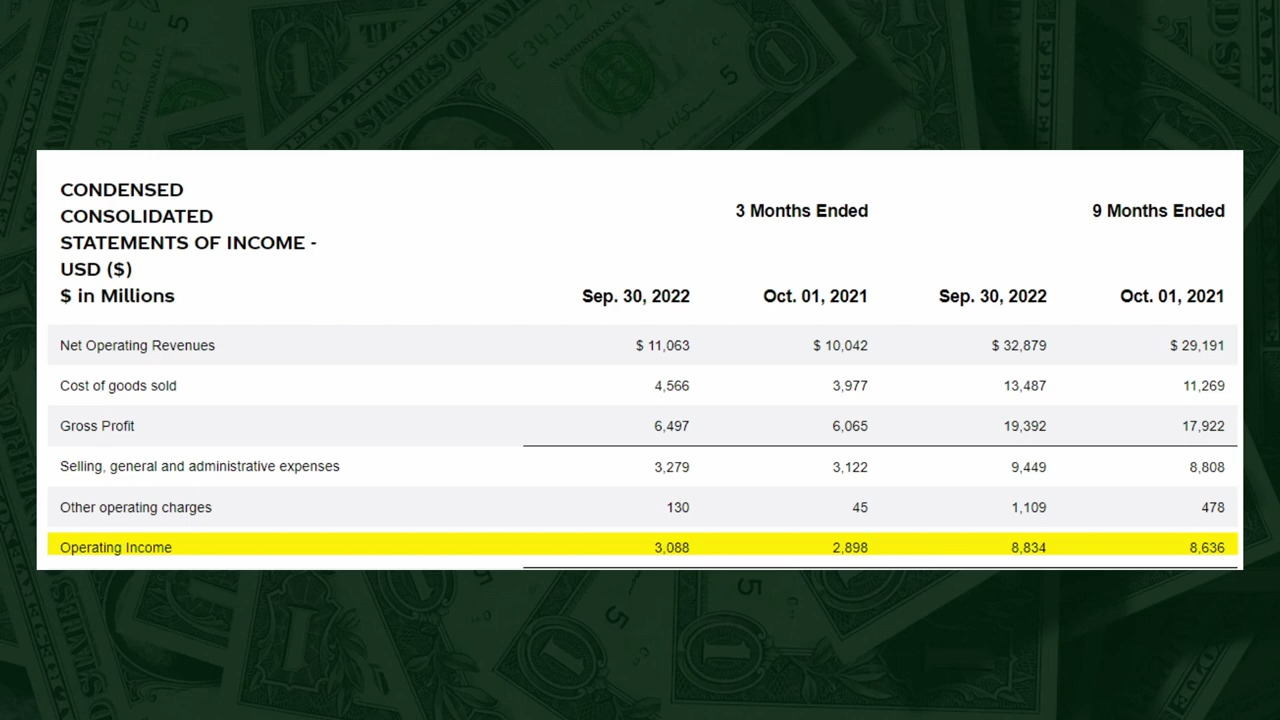 CONDENSED
CONSOLIDATED
STATEMENTS OF INCOME -
USD ($)
$ in Millions
3 Months Ended 9 Months Ended
Sep. 30, 2022 Oct. 01, 2021 Sep. 30, 2022 Oct. 01, 2021
Net Operating Revenues $ 11,063 $ 10,042 $ 32,879 $ 29,191
Cost of goods sold 4,566 3,977 13,487 11,269
Gross Profit 6,497 6,065 19,392 17,922
Selling, general and administrative expenses 3,279 3,122 9,449 8,808
Other operating charges 130 45 1,109 478
Operating Income 3,088 2,898 8,834 8,636